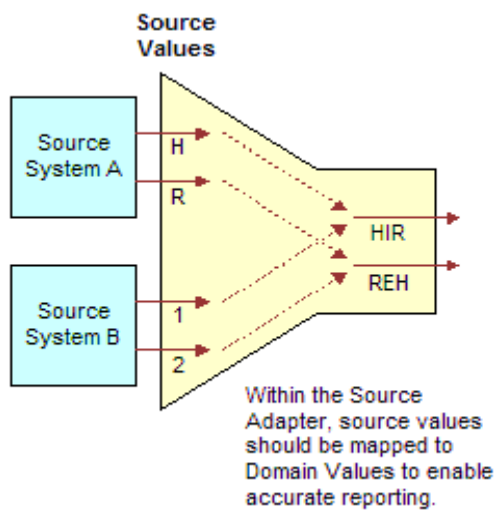 Source
Values
Source
System A
H
R
HIR
REH
Source
System B
1
2
Within the Source
Adapter, source values
should be mapped to
Domain Values to enable
accurate reporting.